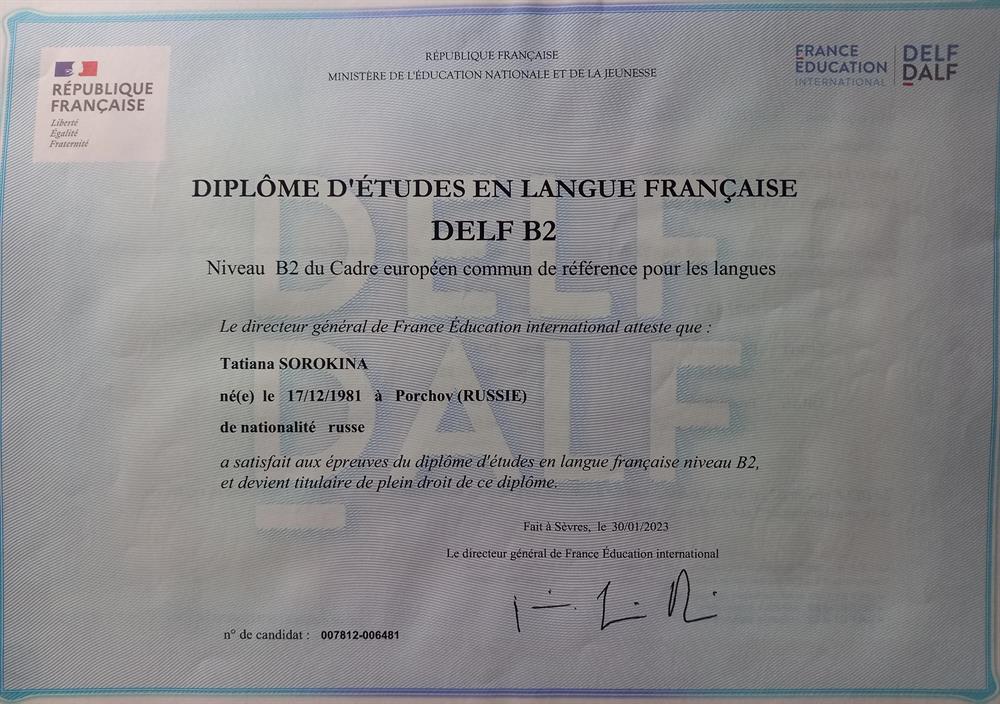 RÉPUBLIQUE
FRANÇAISE
Liberté
Égalité
Fraternité
RÉPUBLIQUE FRANÇAISE
MINISTÈRE DE L'ÉDUCATION NATIONALE ET DE LA JEUNESSE
FRANCE
ÉDUCATION
INTERNATIONAL
DELF
DALF
DIPLÔME D'ÉTUDES EN LANGUE FRANÇAISE
DELF B2
Niveau B2 du Cadre européen commun de référence pour les langues
Le directeur général de France Éducation international atteste que :
Tatiana SOROKINA
né(e) le 17/12/1981 à Porchov (RUSSIE)
de nationalité russe
a satisfait aux épreuves du diplôme d'études en langue française niveau B2,
et devient titulaire de plein droit de ce diplôme.
Fait à Sèvres, le 30/01/2023
Le directeur général de France Éducation international
n° de candidat : 007812-006481
DELF
DALF